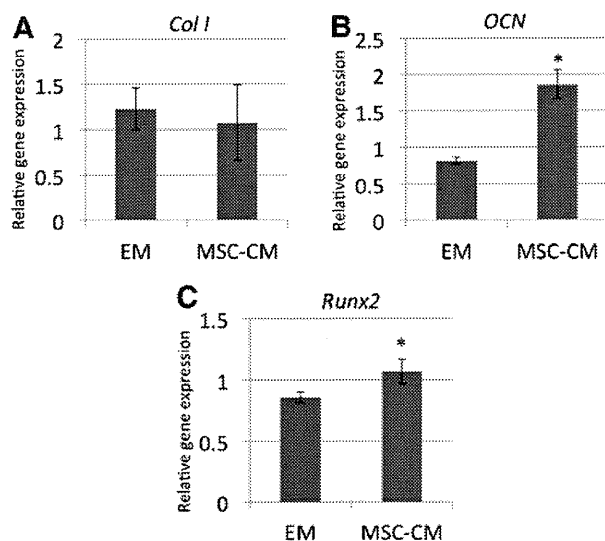 A
Col I
Relative gene expression
2
1.5
1
0.5
0
EM MSC-CM
B
OCN
Relative gene expression
2.5
2
1.5
1
0.5
0
*
EM MSC-CM
C
Runx2
Relative gene expression
1.5
1
0.5
0
*
EM MSC-CM